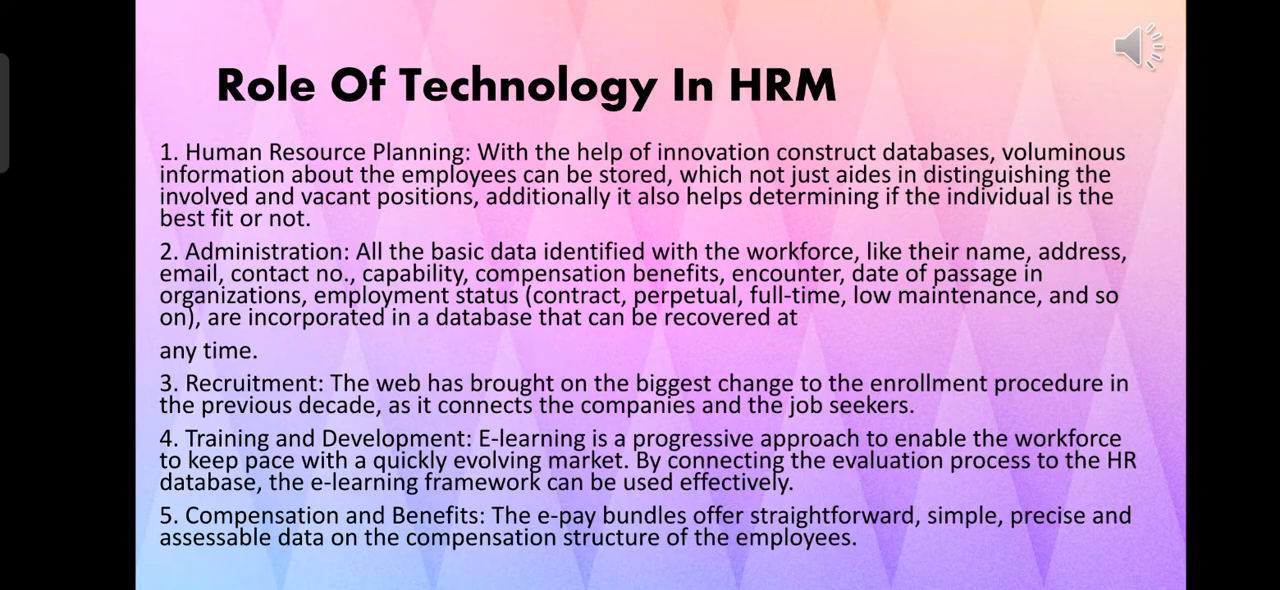 Role Of Technology In HRM
1. Human Resource Planning: With the help of innovation construct databases, voluminous
information about the employees can be stored, which not just aides in distinguishing the
involved and vacant positions, additionally it also helps determining if the individual is the
best fit or not.
2. Administration: All the basic data identified with the workforce, like their name, address,
email, contact no., capability, compensation benefits, encounter, date of passage in
organizations, employment status (contract, perpetual, full-time, low maintenance, and so
on), are incorporated in a database that can be recovered at
any time.
3. Recruitment: The web has brought on the biggest change to the enrollment procedure in
the previous decade, as it connects the companies and the job seekers.
4. Training and Development: E-learning is a progressive approach to enable the workforce
to keep pace with a quickly evolving market. By connecting the evaluation process to the HR
database, the e-learning framework can be used effectively.
5. Compensation and Benefits: The e-pay bundles offer straightforward, simple, precise and
assessable data on the compensation structure of the employees.